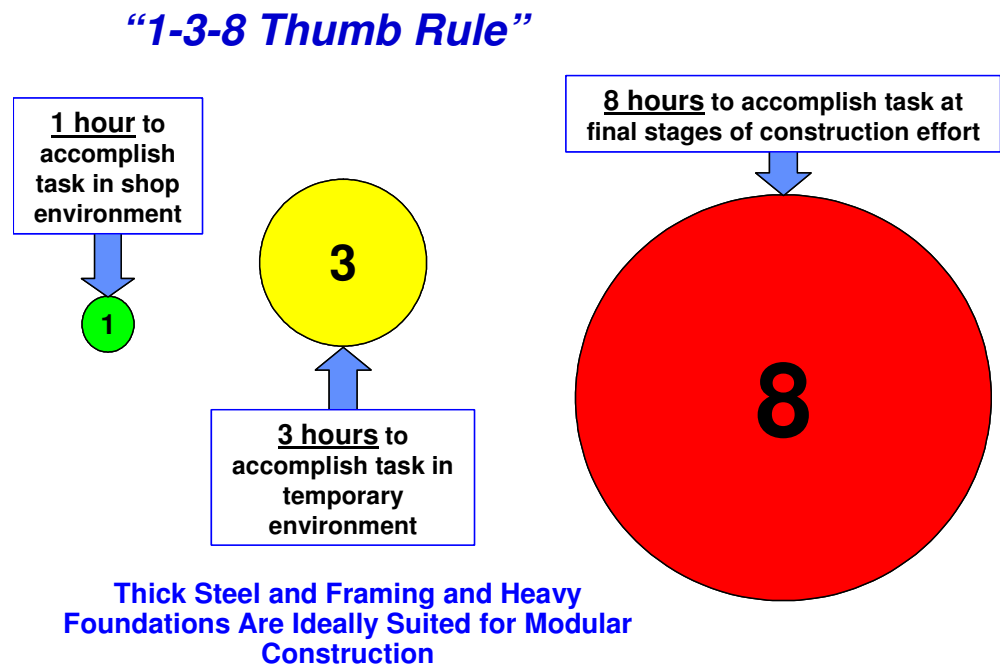 “1-3-8 Thumb Rule”
1 hour to
accomplish
task in shop
environment
1
3
3 hours to
accomplish task in
temporary
environment
8 hours to accomplish task at
final stages of construction effort
8
Thick Steel and Framing and Heavy
Foundations Are Ideally Suited for Modular
Construction